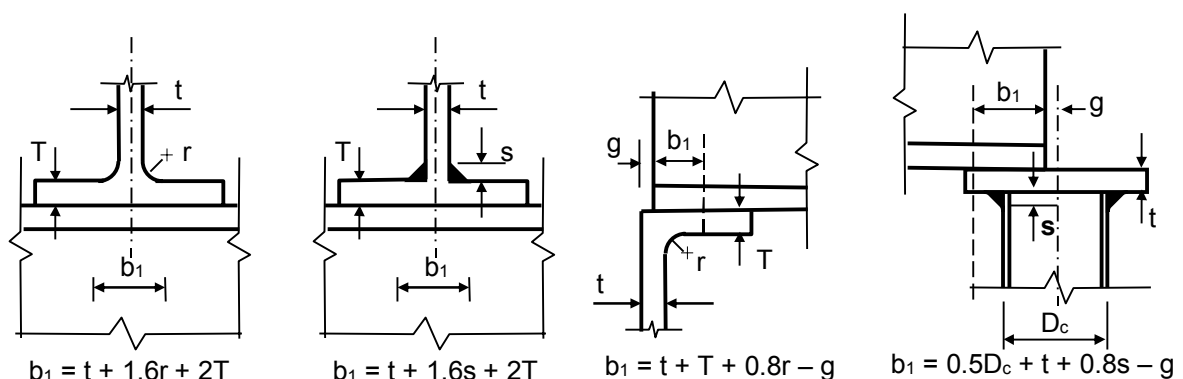 t
T
r
b₁
b₁ = t + 1.6r + 2T
t
T
s
b₁
b₁ = t + 1.6s + 2T
g
b₁
r
T
t
b₁ = t + T + 0.8r – g
b₁
g
s
t
Dc
b₁ = 0.5Dc + t + 0.8s – g